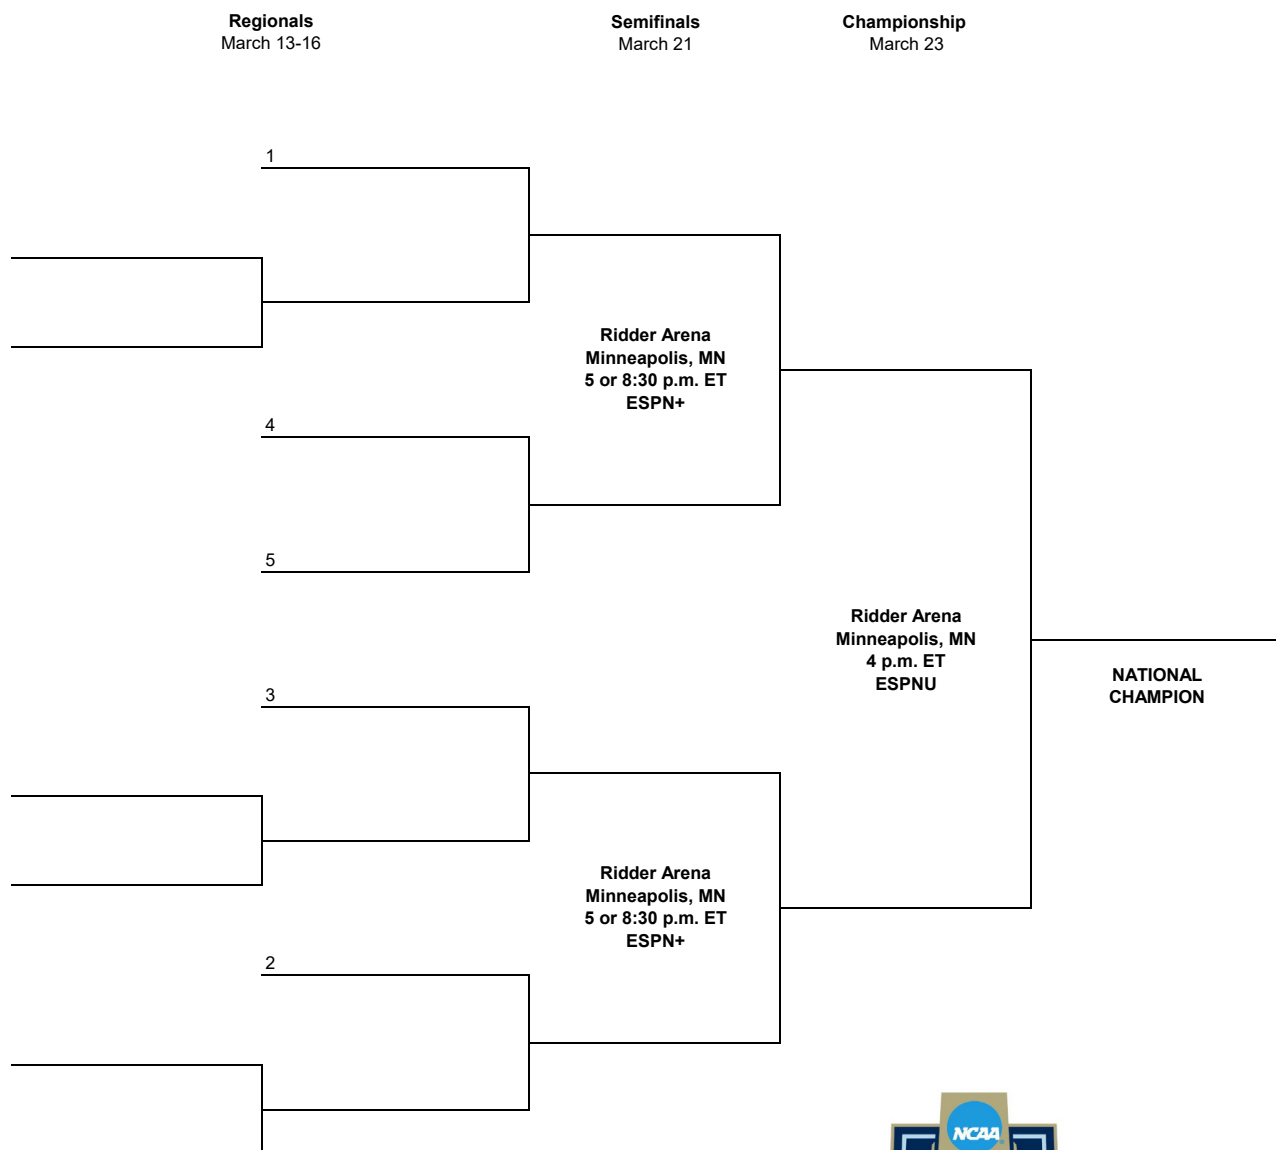 Regionals
March 13-16
Semifinals
March 21
Championship
March 23
1
Ridder Arena
Minneapolis, MN
5 or 8:30 p.m. ET
ESPN+
4
5
Ridder Arena
Minneapolis, MN
4 p.m. ET
ESPNU
NATIONAL
CHAMPION
3
Ridder Arena
Minneapolis, MN
5 or 8:30 p.m. ET
ESPN+
2
NCAA